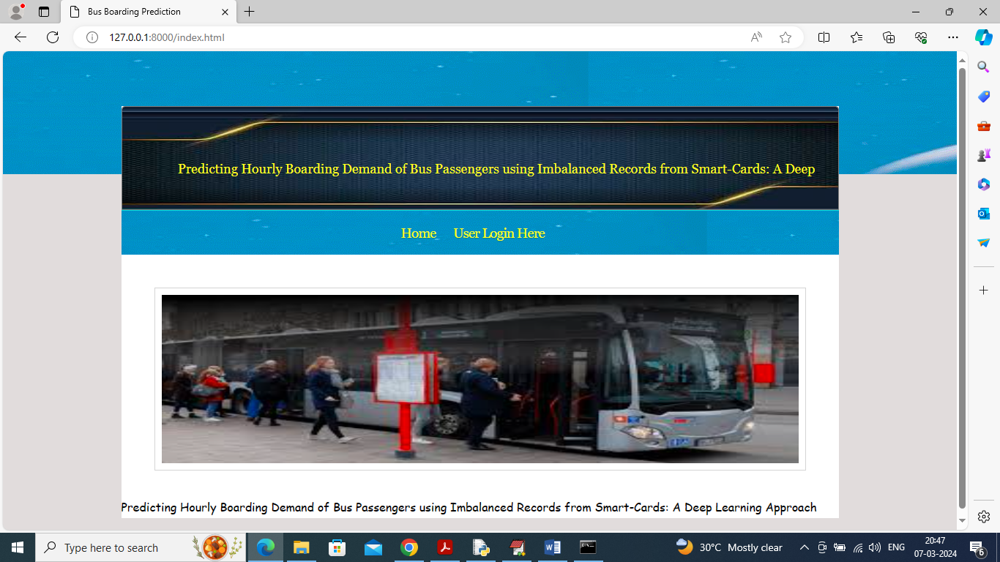 Bus Boarding Prediction
127.0.0.1:8000/index.html
Predicting Hourly Boarding Demand of Bus Passengers using Imbalanced Records from Smart-Cards: A Deep
Home User Login Here
Predicting Hourly Boarding Demand of Bus Passengers using Imbalanced Records from Smart-Cards: A Deep Learning Approach
Type here to search
30°C Mostly clear
ENG
20:47
07-03-2024
6